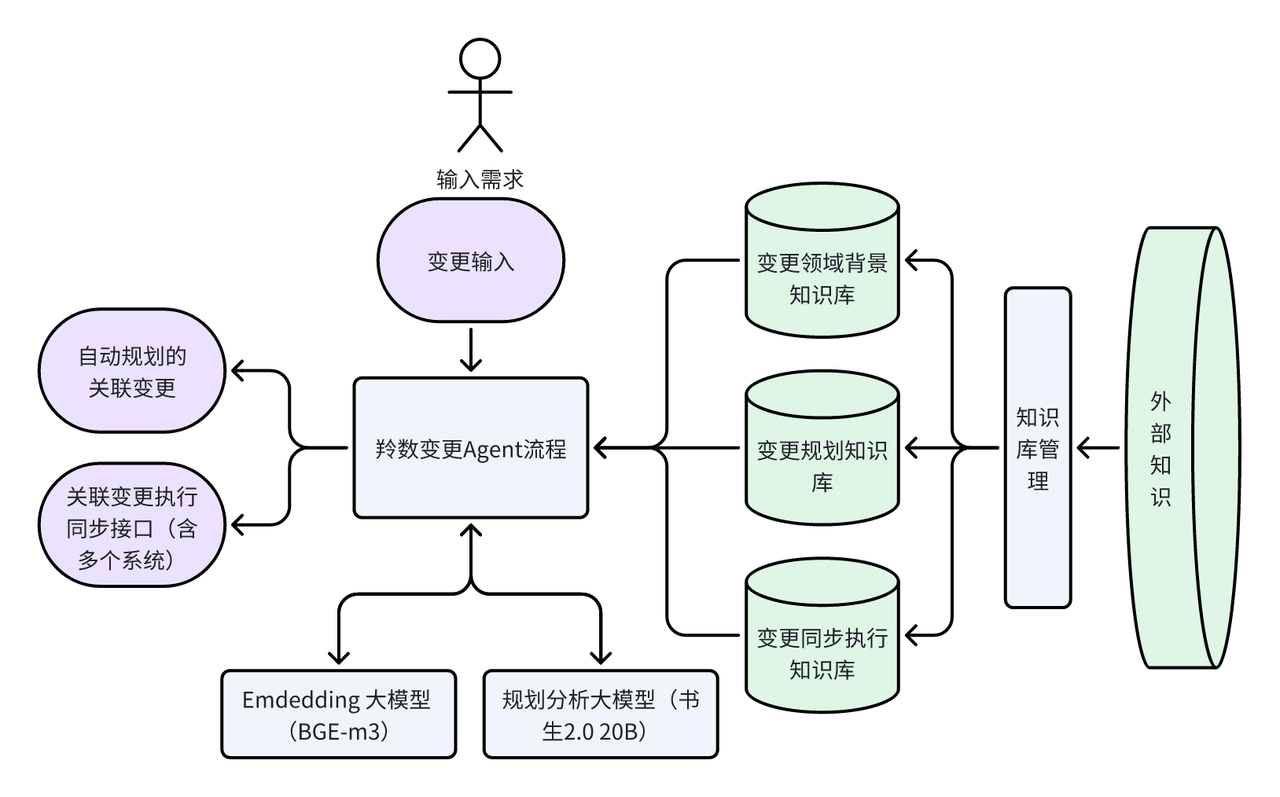 输入需求
变更输入
自动规划的
关联变更
关联变更执行
同步接口（含
多个系统）
羚数变更Agent流程
Emdedding 大模型
（BGE-m3）
规划分析大模型（书
生2.0 20B）
变更领域背景
知识库
变更规划知识
库
变更同步执行
知识库
知识
库管
理
外
部
知
识